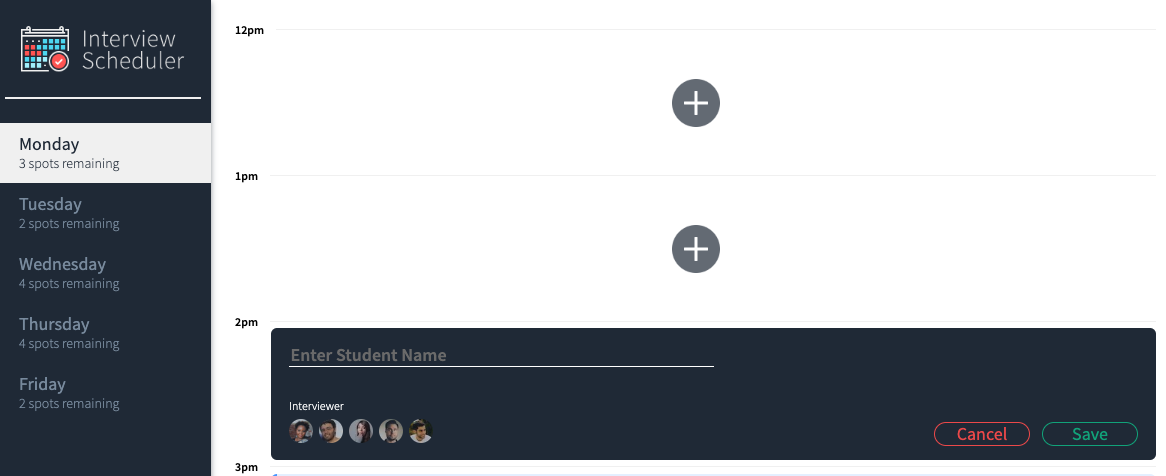 Interview
Scheduler
Monday
3 spots remaining
Tuesday
2 spots remaining
Wednesday
4 spots remaining
Thursday
4 spots remaining
Friday
2 spots remaining
12pm
1pm
2pm
Enter Student Name
Interviewer
Cancel
Save
3pm